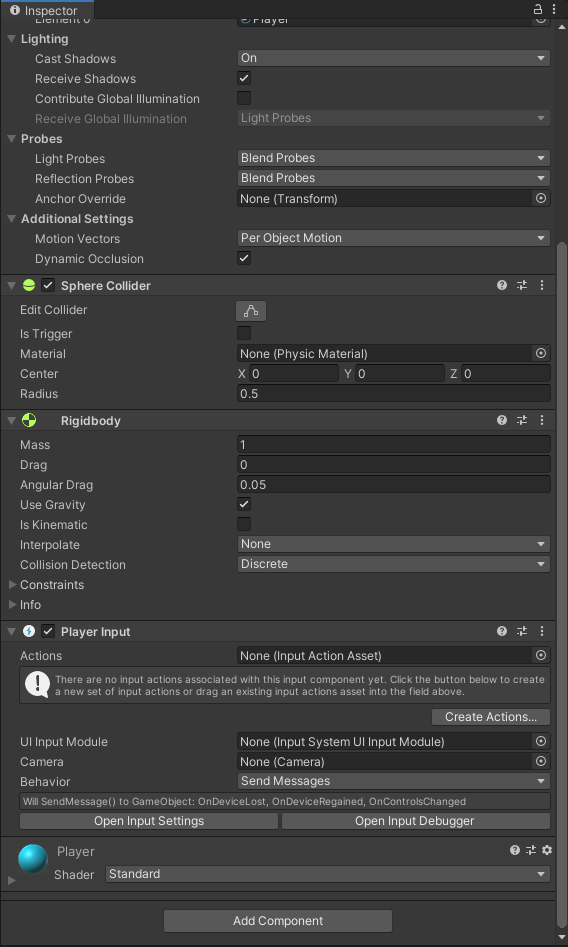 Inspector
Element 0 Player
Lighting
Cast Shadows On
Receive Shadows
Contribute Global Illumination
Receive Global Illumination Light Probes
Probes
Light Probes Blend Probes
Reflection Probes Blend Probes
Anchor Override None (Transform)
Additional Settings
Motion Vectors Per Object Motion
Dynamic Occlusion
Sphere Collider
Edit Collider
Is Trigger
Material None (Physic Material)
Center X 0 Y 0 Z 0
Radius 0.5
Rigidbody
Mass 1
Drag 0
Angular Drag 0.05
Use Gravity
Is Kinematic
Interpolate None
Collision Detection Discrete
Constraints
Info
Player Input
Actions None (Input Action Asset)
There are no input actions associated with this input component yet. Click the button below to create
a new set of input actions or drag an existing input actions asset into the field above.
Create Actions...
UI Input Module None (Input System UI Input Module)
Camera None (Camera)
Behavior Send Messages
Will SendMessage() to GameObject: OnDeviceLost, OnDeviceRegained, OnControlsChanged
Open Input Settings Open Input Debugger
Player
Shader Standard
Add Component